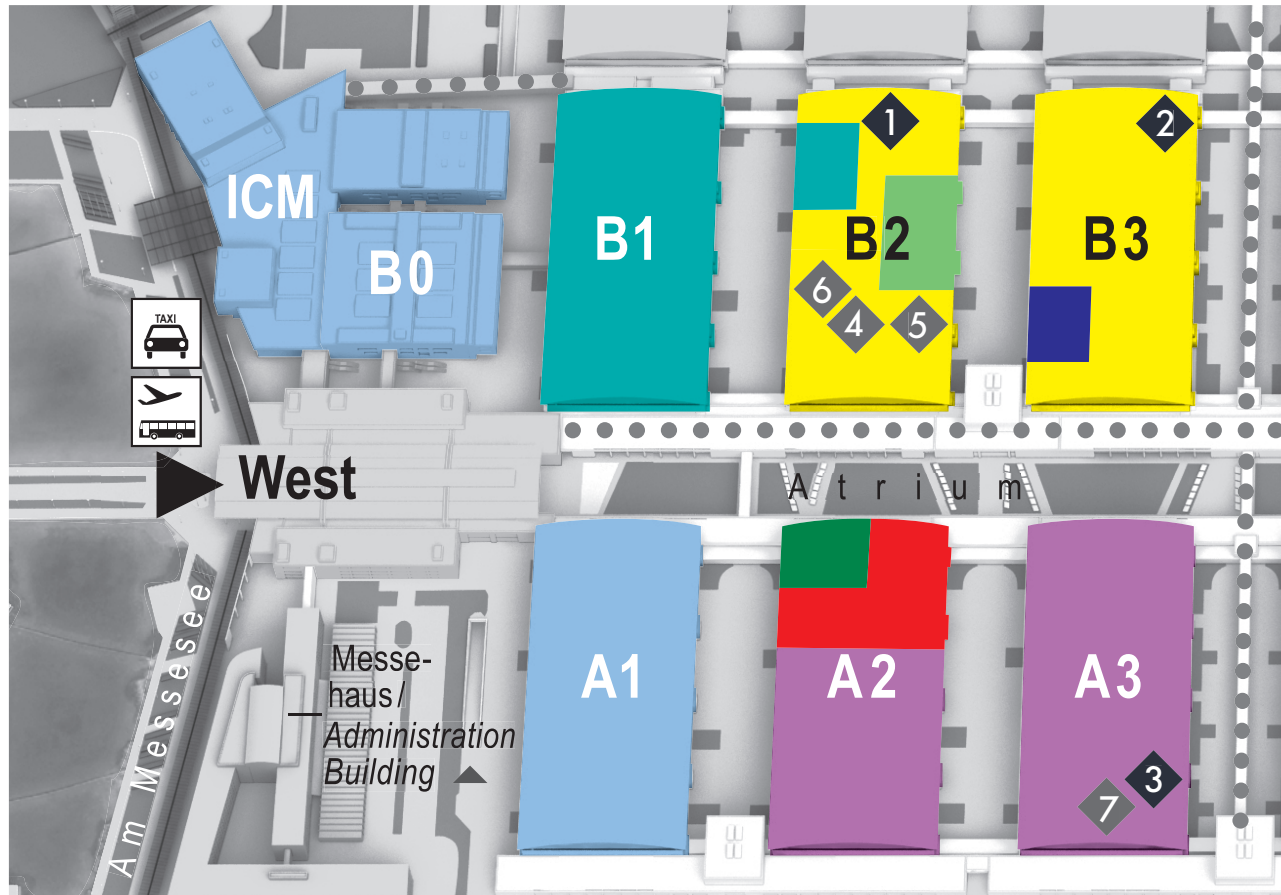 1
2
ICM
B1
B2
B3
B0
6
4
5
TAXI
West
Atrium
Am Messesee
Messe-
haus/
Administration
Building
A1
A2
A3
3
7